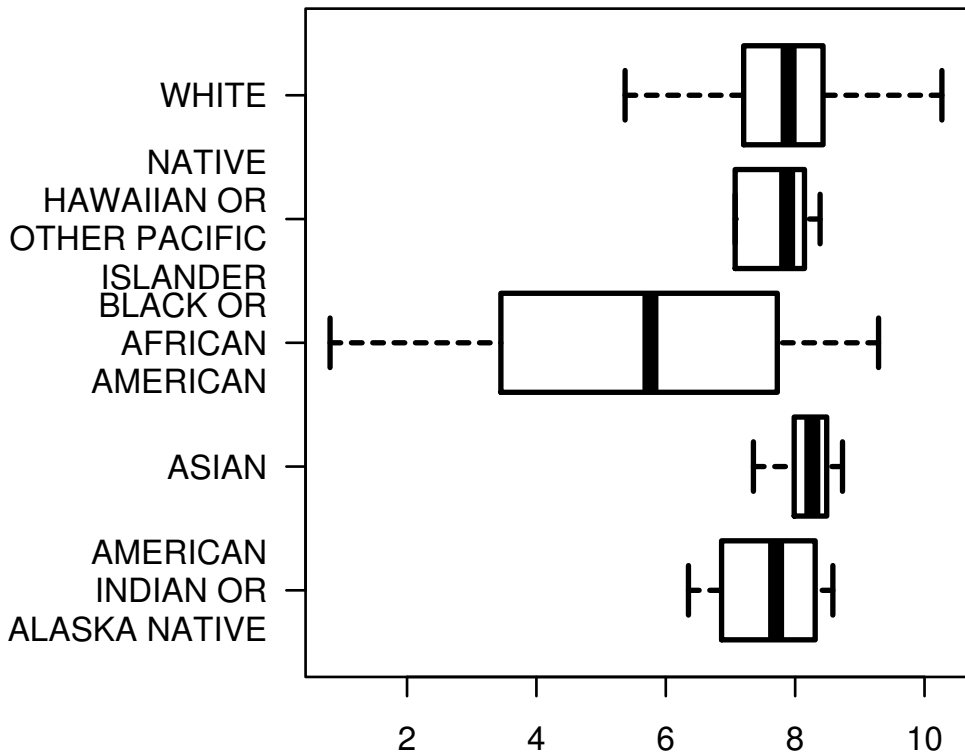 WHITE
NATIVE
HAWAIIAN OR
OTHER PACIFIC
ISLANDER
BLACK OR
AFRICAN
AMERICAN
ASIAN
AMERICAN
INDIAN OR
ALASKA NATIVE
2 4 6 8 10